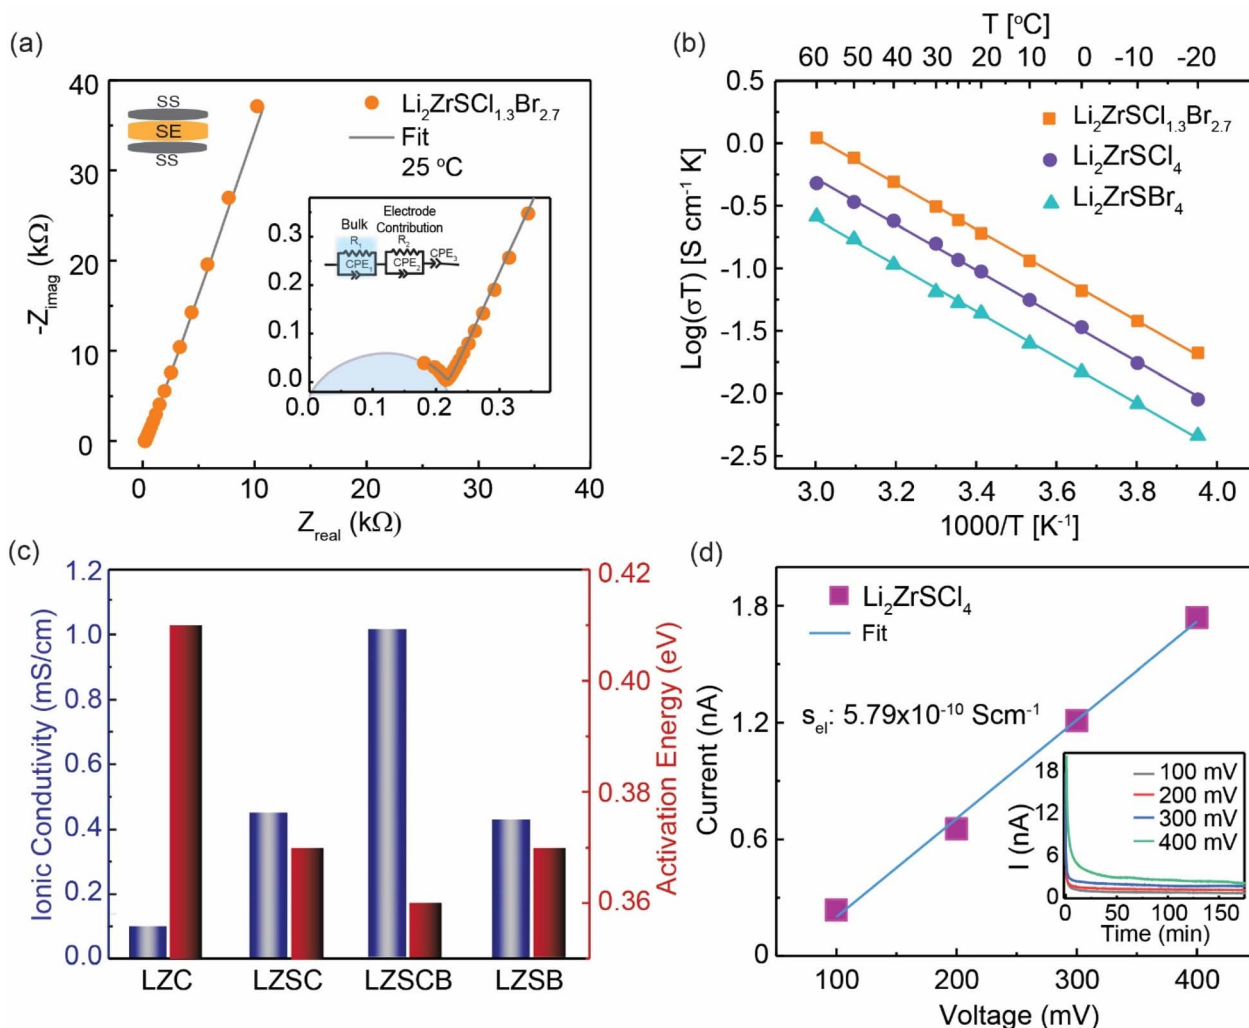 (a)
SS
SE
SS
Li₂ZrSCl₁.₃Br₂.₇
Fit
25 °C
Bulk
Electrode
Contribution
R₁
CPE₁
R₂
CPE₂
CPE₃
0.3
0.2
0.1
0.0
0.0 0.1 0.2 0.3
40
30
20
10
0
-Z_imag (kΩ)
0 10 20 30 40
Z_real (kΩ)
(b)
T [°C]
60 50 40 30 20 10 0 -10 -20
Li₂ZrSCl₁.₃Br₂.₇
Li₂ZrSCl₄
Li₂ZrSBr₄
0.5
0.0
-0.5
-1.0
-1.5
-2.0
-2.5
Log(σT) [S cm⁻¹ K]
3.0 3.2 3.4 3.6 3.8 4.0
1000/T [K⁻¹]
(c)
1.2
1.0
0.8
0.6
0.4
0.2
0.0
Ionic Condutivity (mS/cm)
0.42
0.40
0.38
0.36
Activation Energy (eV)
LZC LZSC LZSCB LZSB
(d)
Li₂ZrSCl₄
Fit
s_el: 5.79x10⁻¹⁰ Scm⁻¹
1.8
1.2
0.6
0
Current (nA)
100 200 300 400
Voltage (mV)
18
12
6
0
I (nA)
100 mV
200 mV
300 mV
400 mV
0 50 100 150
Time (min)